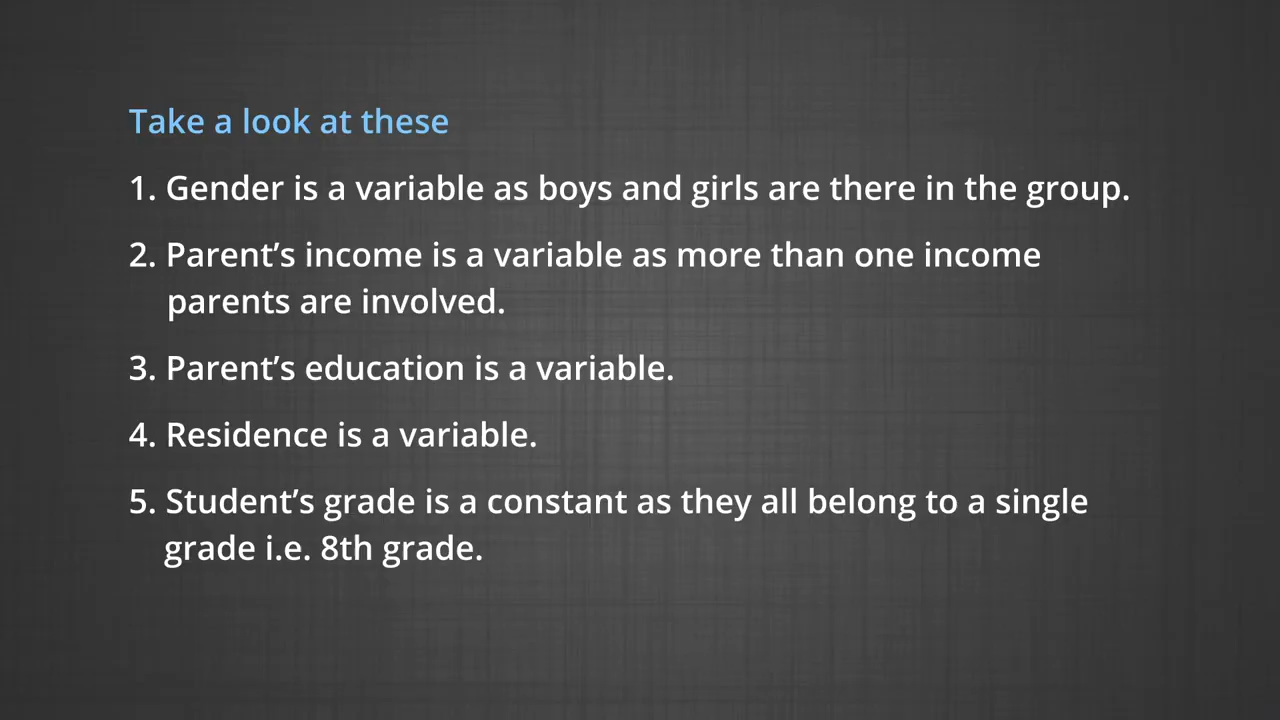 Take a look at these
1. Gender is a variable as boys and girls are there in the group.
2. Parent’s income is a variable as more than one income
parents are involved.
3. Parent’s education is a variable.
4. Residence is a variable.
5. Student’s grade is a constant as they all belong to a single
grade i.e. 8th grade.